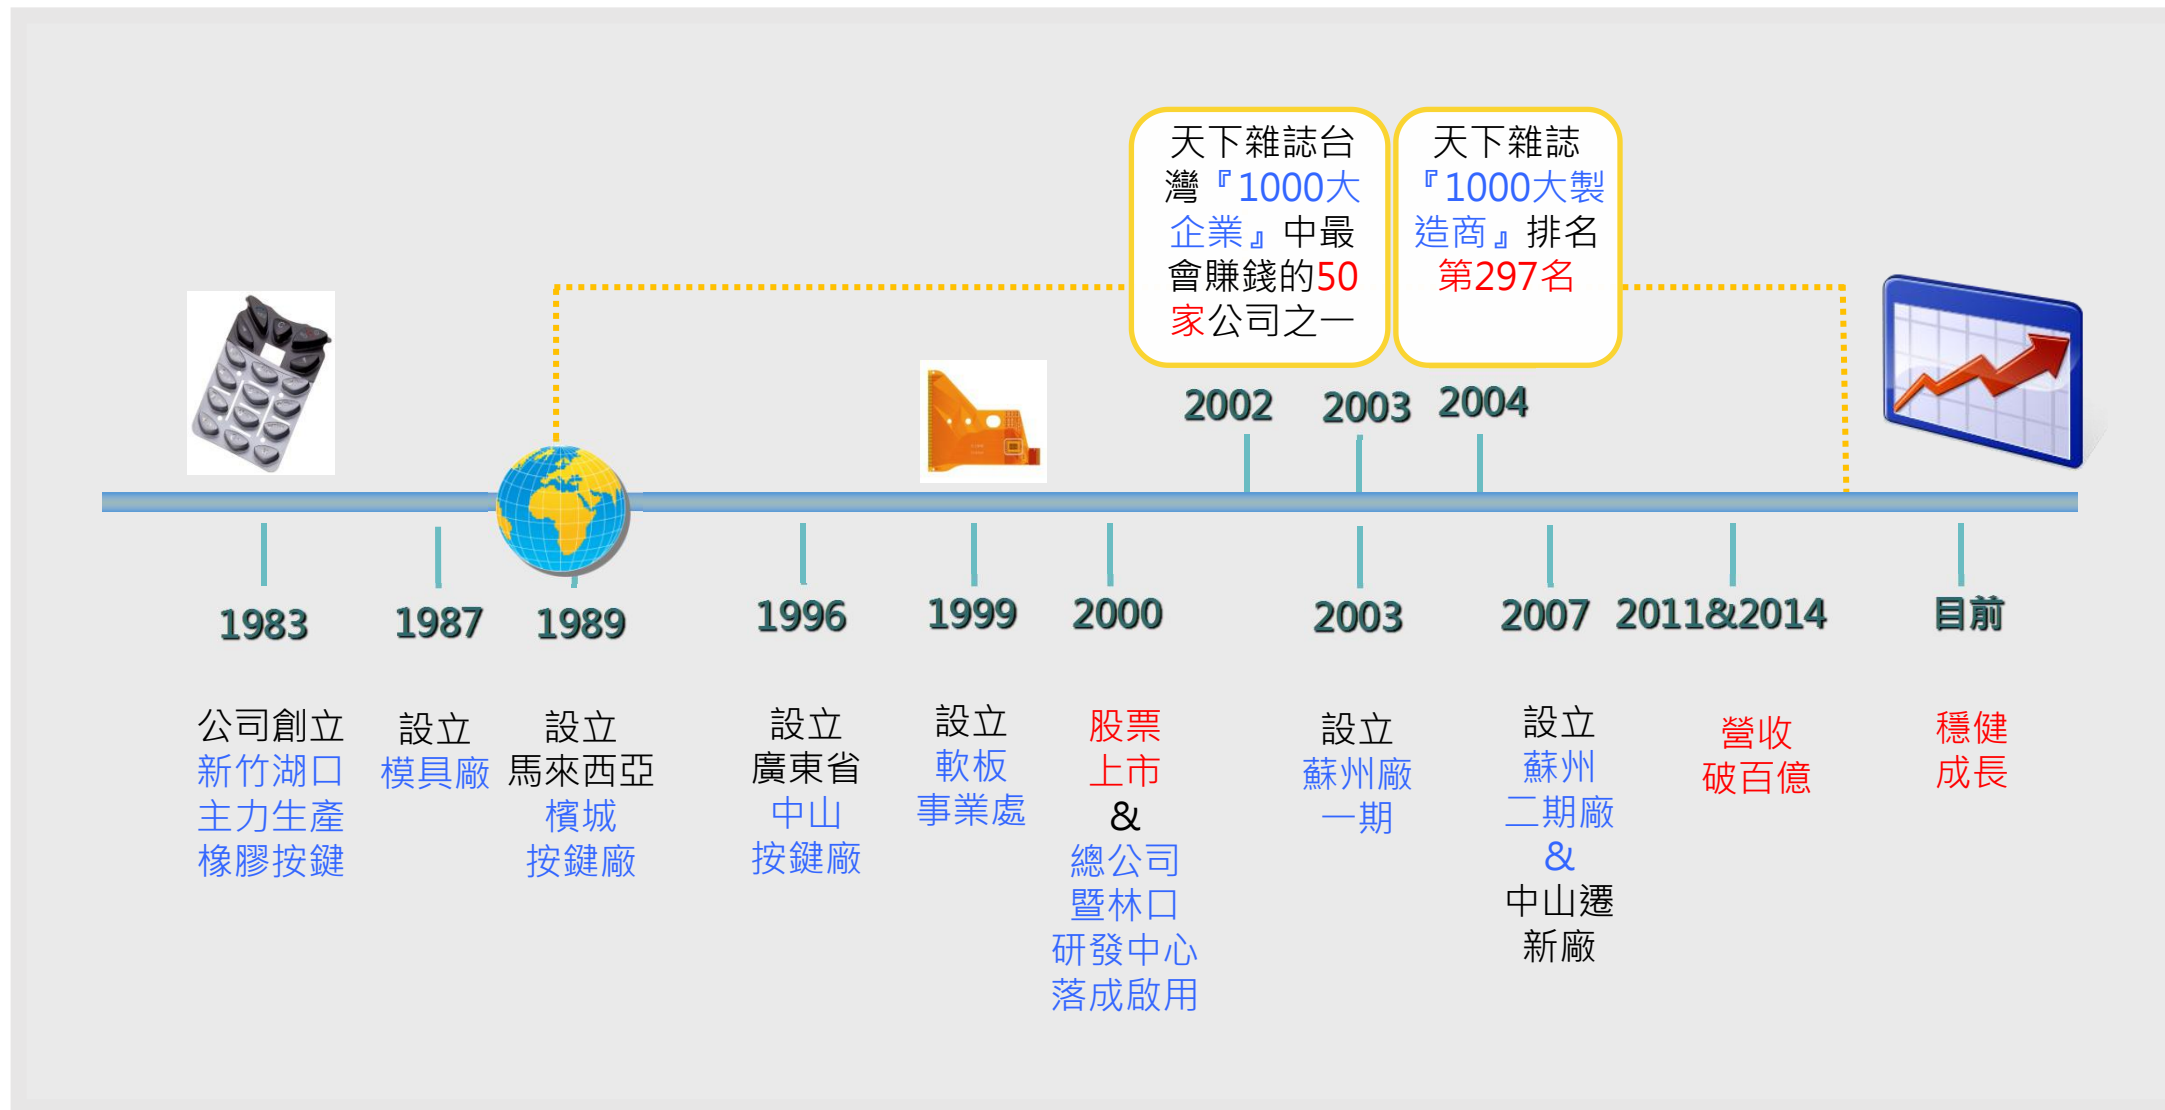 天下雜誌台
灣『1000大
企業』中最
會賺錢的50
家公司之一
天下雜誌
『1000大製
造商』排名
第297名
2002
2003
2004
1983
公司創立
新竹湖口
主力生產
橡膠按鍵
1987
設立
模具廠
1989
設立
馬來西亞
檳城
按鍵廠
1996
設立
廣東省
中山
按鍵廠
1999
設立
軟板
事業處
2000
股票
上市
&
總公司
暨林口
研發中心
落成啟用
2003
設立
蘇州廠
一期
2007
設立
蘇州
二期廠
&
中山遷
新廠
2011&2014
營收
破百億
目前
穩健
成長